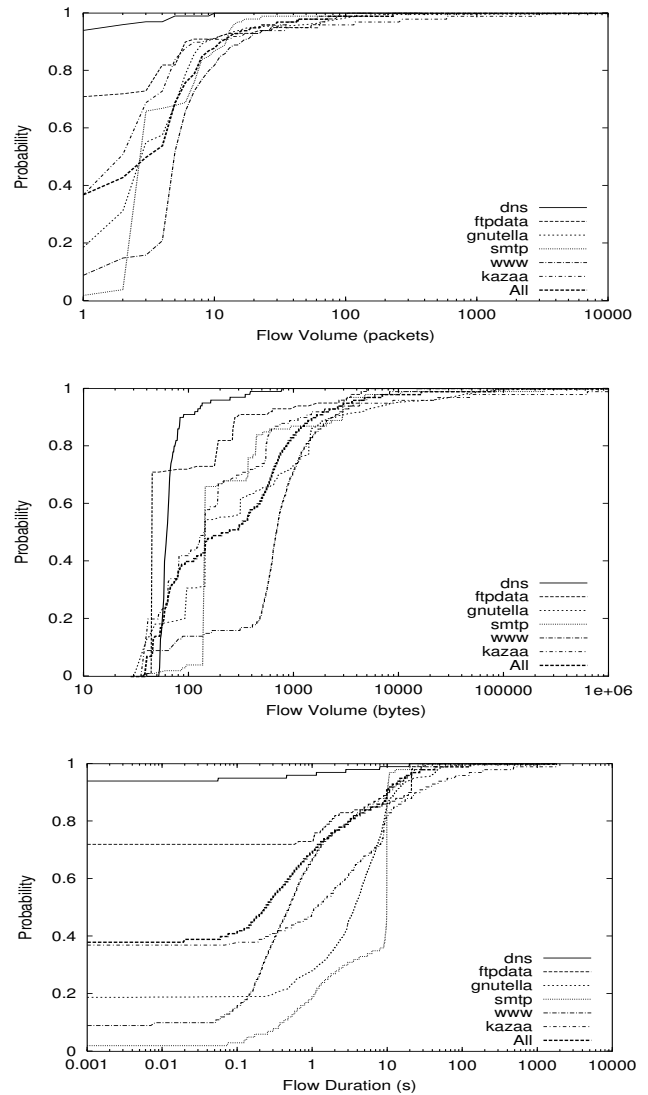 1
0.8
0.6
0.4
0.2
0
Probability
1 10 100 1000 10000
Flow Volume (packets)
dns
ftpdata
gnutella
smtp
www
kazaa
All
1
0.8
0.6
0.4
0.2
0
Probability
10 100 1000 10000 100000 1e+06
Flow Volume (bytes)
dns
ftpdata
gnutella
smtp
www
kazaa
All
1
0.8
0.6
0.4
0.2
0
Probability
0.001 0.01 0.1 1 10 100 1000 10000
Flow Duration (s)
dns
ftpdata
gnutella
smtp
www
kazaa
All